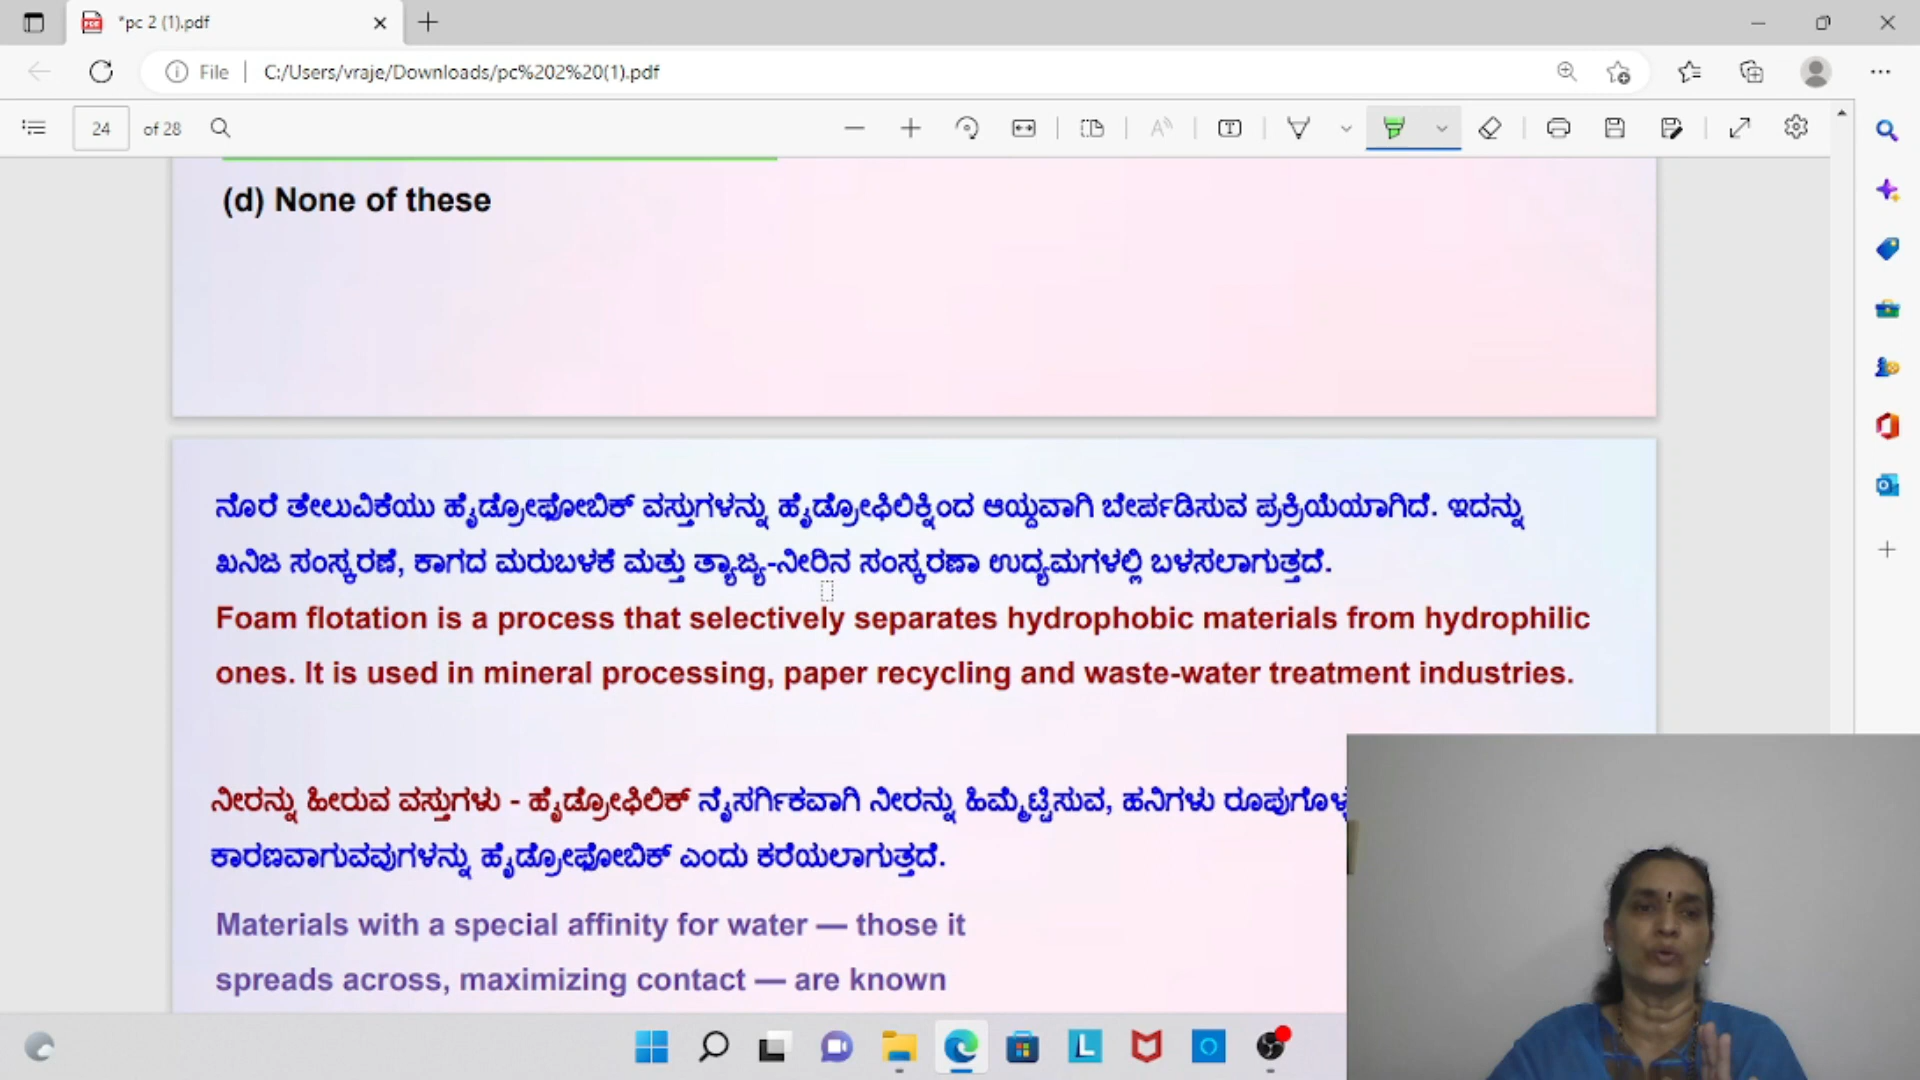 *pc 2 (1).pdf
File
C:/Users/vraje/Downloads/pc%202%20(1).pdf
24 of 28
(d) None of these
ನೊರೆ ತೇಲುವಿಕೆಯು ಹೈಡ್ರೋಫೋಬಿಕ್ ವಸ್ತುಗಳನ್ನು ಹೈಡ್ರೋಫಿಲಿಕ್ನಿಂದ ಆಯ್ದವಾಗಿ ಬೇರ್ಪಡಿಸುವ ಪ್ರಕ್ರಿಯೆಯಾಗಿದೆ. ಇದನ್ನು
ಖನಿಜ ಸಂಸ್ಕರಣೆ, ಕಾಗದ ಮರುಬಳಕೆ ಮತ್ತು ತ್ಯಾಜ್ಯ-ನೀರಿನ ಸಂಸ್ಕರಣಾ ಉದ್ಯಮಗಳಲ್ಲಿ ಬಳಸಲಾಗುತ್ತದೆ.
Foam flotation is a process that selectively separates hydrophobic materials from hydrophilic
ones. It is used in mineral processing, paper recycling and waste-water treatment industries.
ನೀರನ್ನು ಹೀರುವ ವಸ್ತುಗಳು - ಹೈಡ್ರೋಫಿಲಿಕ್ ನೈಸರ್ಗಿಕವಾಗಿ ನೀರನ್ನು ಹಿಮ್ಮೆಟ್ಟಿಸುವ, ಹನಿಗಳು
ಕಾರಣವಾಗುವವುಗಳನ್ನು ಹೈಡ್ರೋಫೋಬಿಕ್ ಎಂದು ಕರೆಯಲಾಗುತ್ತದೆ.
Materials with a special affinity for water — those it
spreads across, maximizing contact — are known